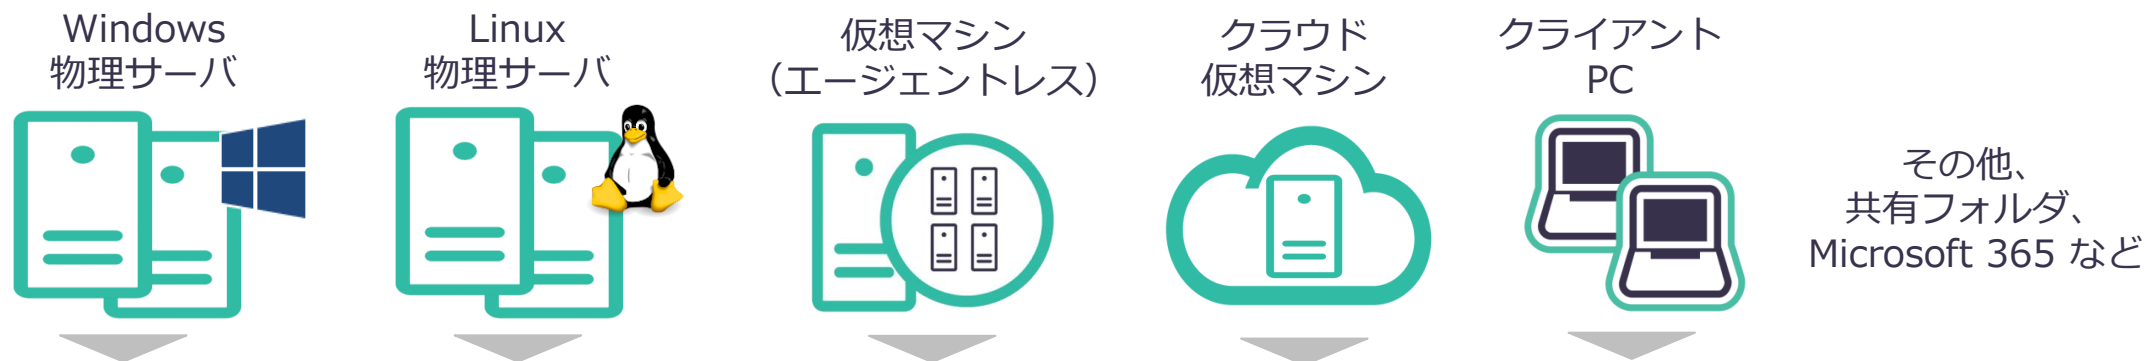 Windows
物理サーバ
Linux
物理サーバ
仮想マシン
（エージェントレス）
クラウド
仮想マシン
クライアント
PC
その他、
共有フォルダ、
Microsoft 365 など